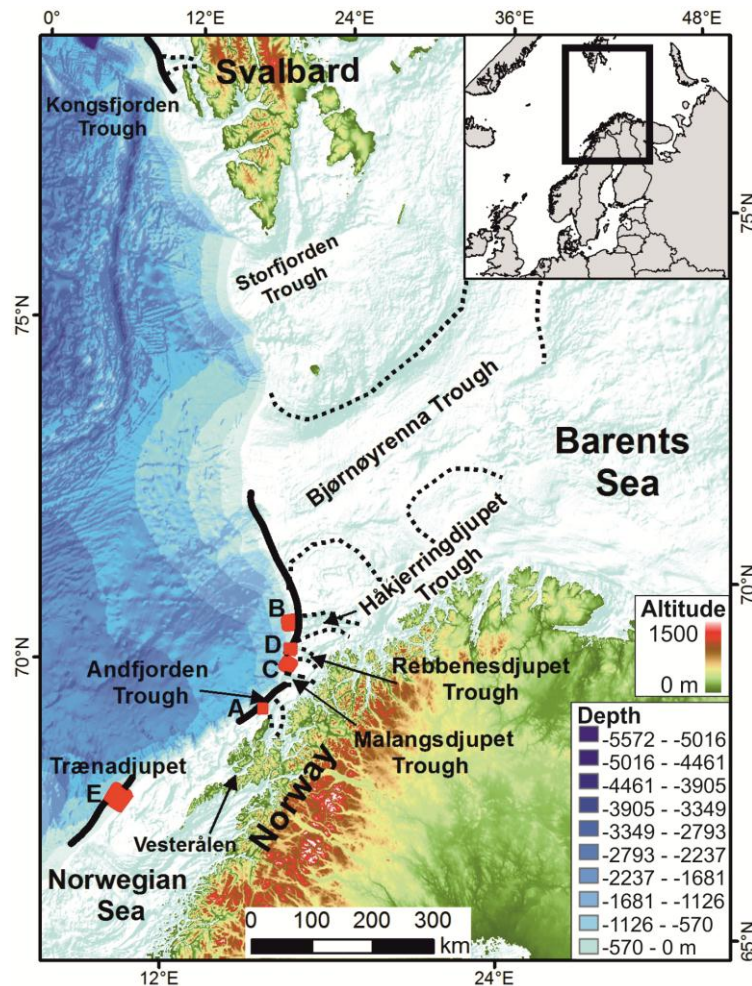 0°
12°E
24°E
36°E
48°E
Svalbard
Kongsfjorden
Trough
75°N
Storfjorden
Trough
75°N
Bjørnøyrenna Trough
Barents
Sea
Håkjerringdjupet
Trough
B
D
C
A
E
70°N
70°N
Andfjorden
Trough
Rebbenesdjupet
Trough
Malangsdjupet
Trough
Trænadjupet
Vesterålen
Norway
Norwegian
Sea
Altitude
1500
0 m
Depth
-5572 - -5016
-5016 - -4461
-4461 - -3905
-3905 - -3349
-3349 - -2793
-2793 - -2237
-2237 - -1681
-1681 - -1126
-1126 - -570
-570 - 0 m
0 100 200 300
km
65°N
12°E
24°E